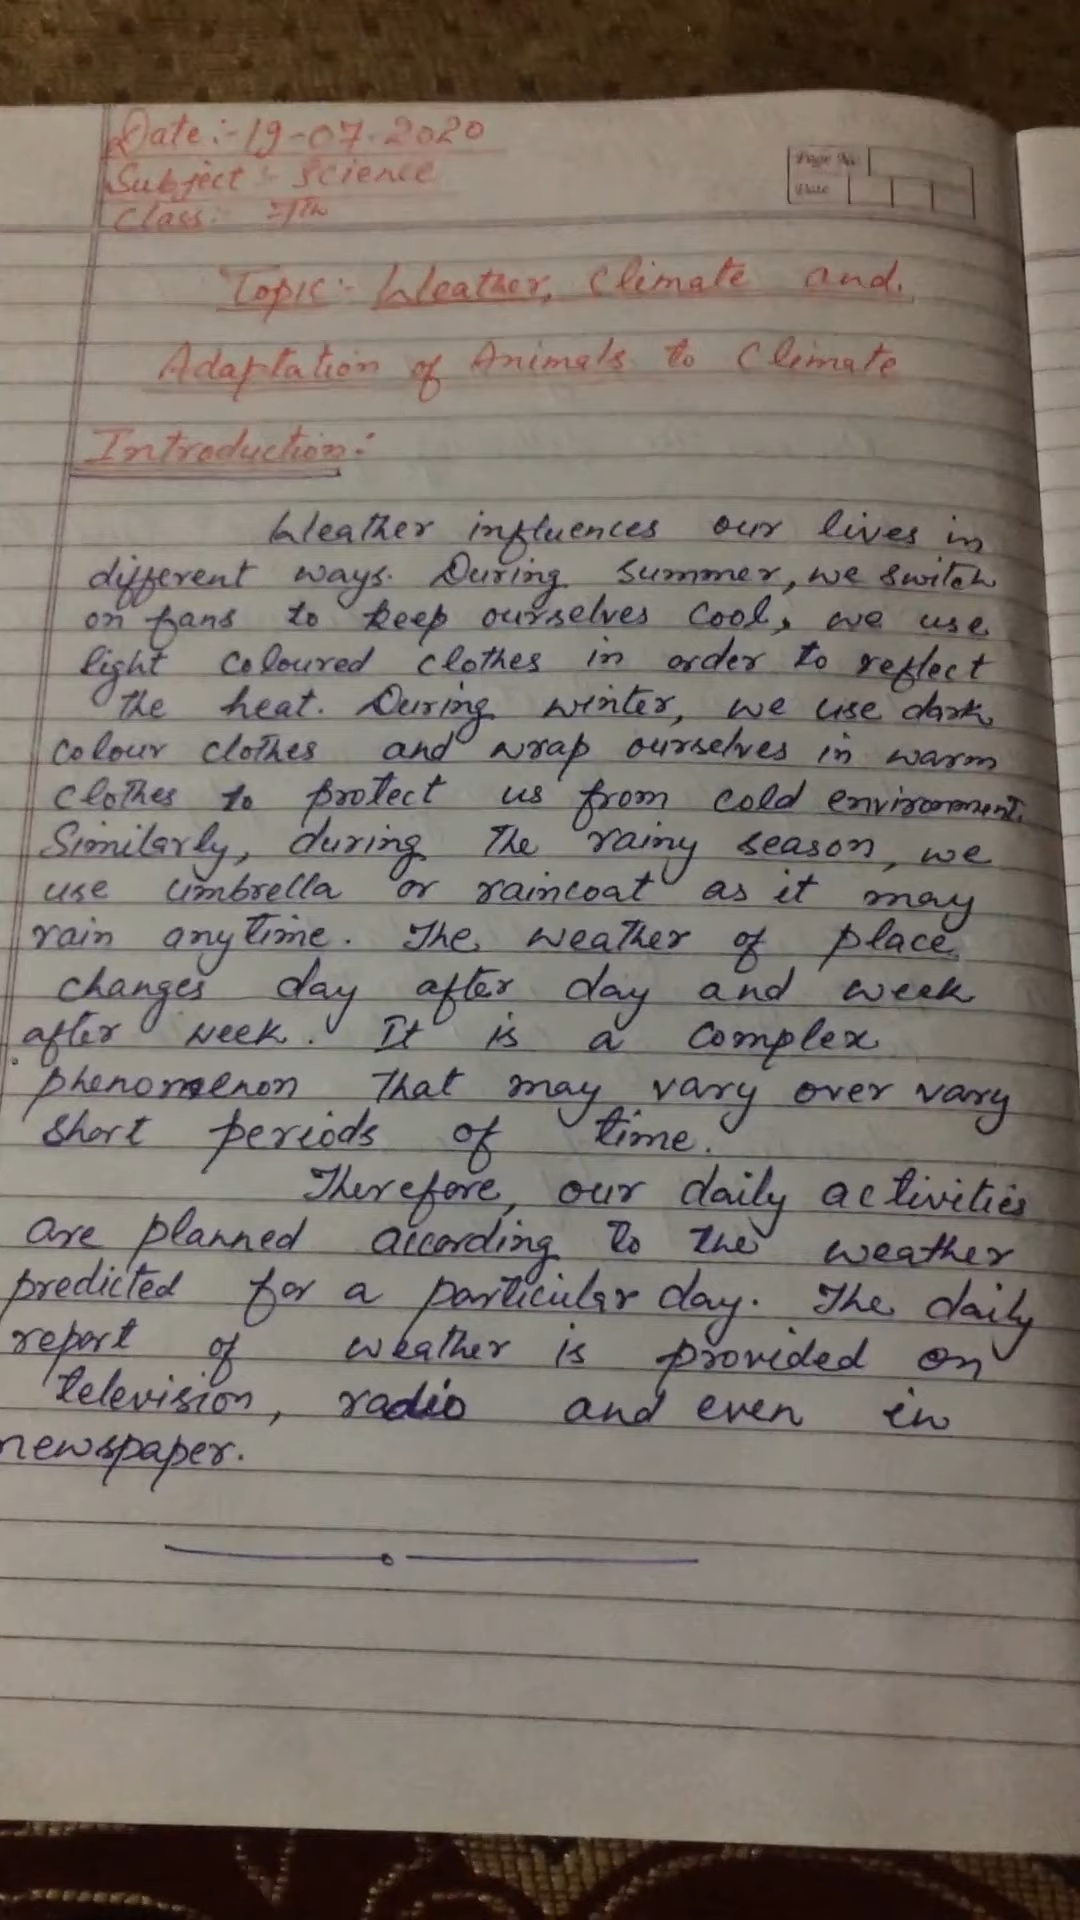 Date:- 19-07-2020
Subject:- Science
Class:- 7Th
Page No.
Date
Topic:- Weather, Climate and
Adaptation of Animals to Climate
Introduction:
Weather influences our lives in
different ways. During summer, we switch
on fans to keep ourselves cool, we use
light coloured clothes in order to reflect
the heat. During winter, we use dark
colour clothes and wrap ourselves in warm
clothes to protect us from cold environment.
Similarly, during the rainy season, we
use umbrella or raincoat as it may
rain anytime. The weather of place
changes day after day and week
after week. It is a complex
phenomenon that may vary over vary
short periods of time.
Therefore, our daily activities
are planned according to the weather
predicted for a particular day. The daily
report of weather is provided on
television, radio and even in
newspaper.